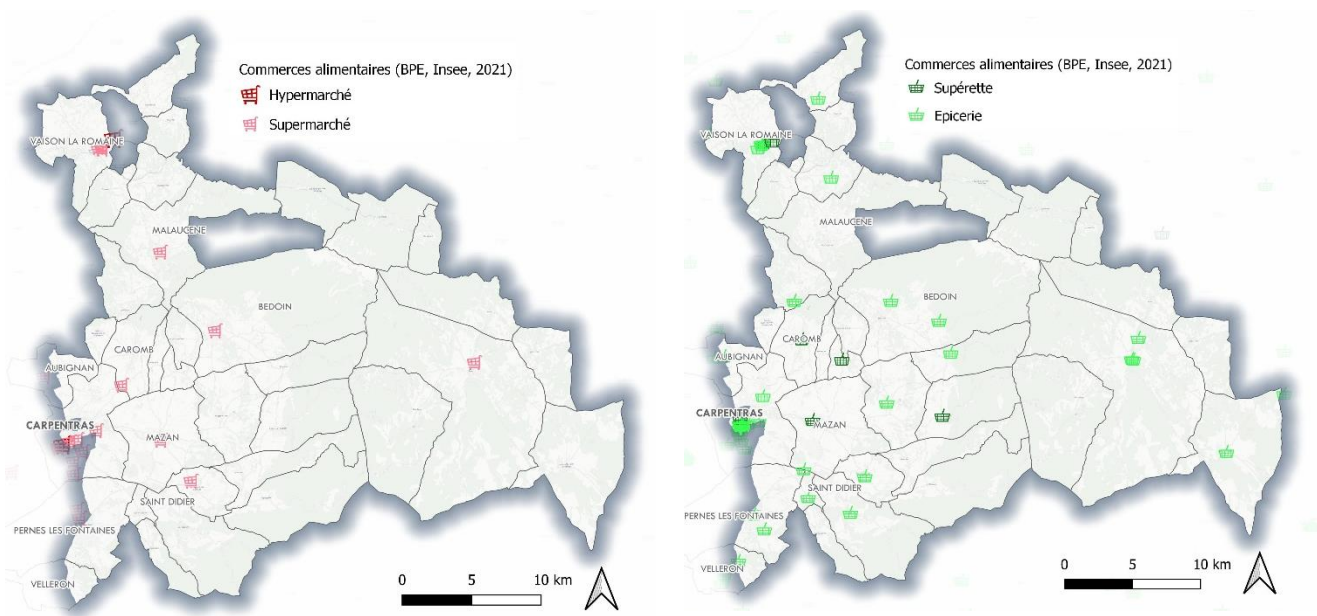 Commerces alimentaires (BPE, Insee, 2021)
Hypermarché
Supermarché
VAISON LA ROMAINE
MALAUCENE
BEDOIN
CAROMB
AUBIGNAN
CARPENTRAS
MAZAN
SAINT DIDIER
PERNES LES FONTAINES
VELLERON
0 5 10 km
Commerces alimentaires (BPE, Insee, 2021)
Supérette
Epicerie
VAISON LA ROMAINE
MALAUCENE
BEDOIN
CAROMB
AUBIGNAN
CARPENTRAS
MAZAN
SAINT DIDIER
PERNES LES FONTAINES
VELLERON
0 5 10 km